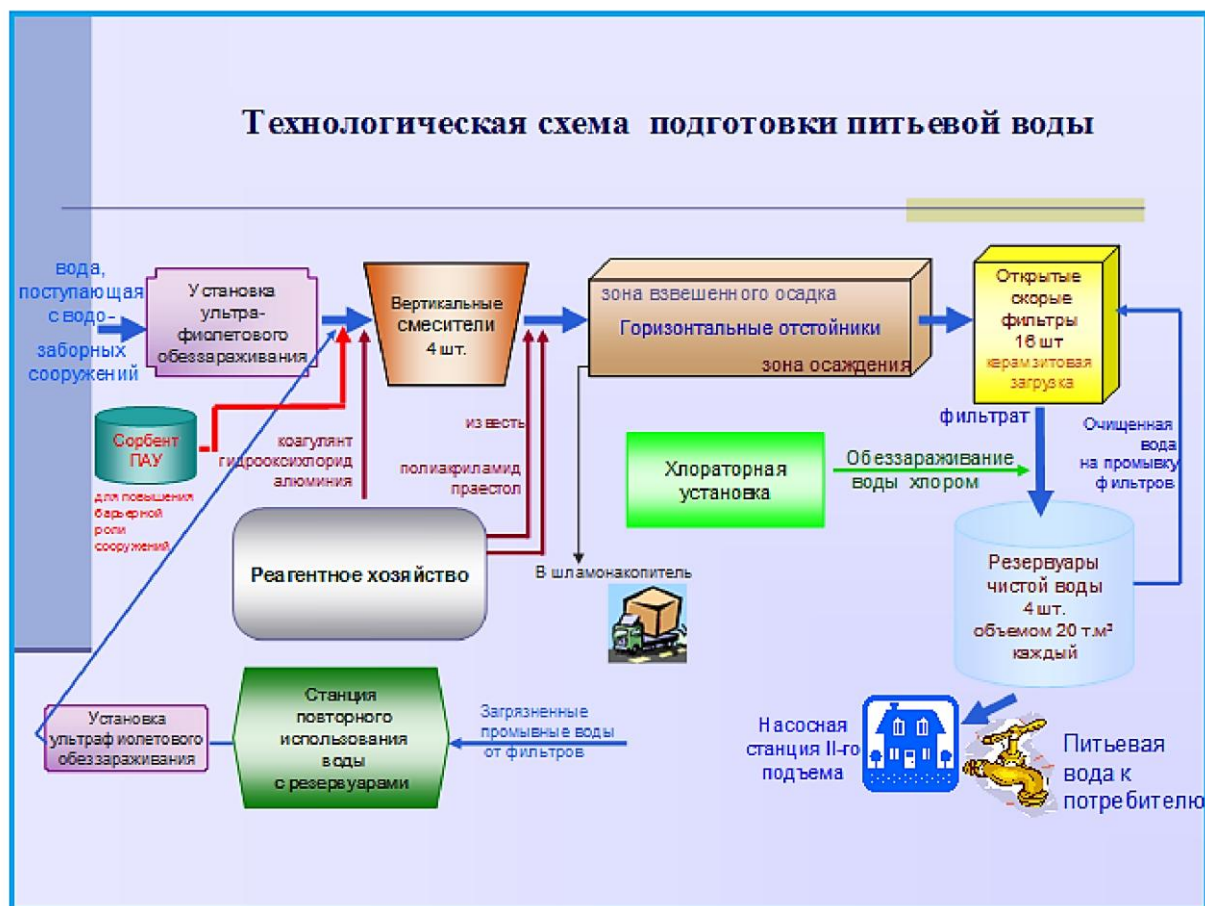 Технологическая схема подготовки питьевой воды
вода,
поступающая
с водо-
заборных
сооружений
Установка
ультра-
фиолетового
обеззараживания
Вертикальные
смесители
4 шт.
зона взвешенного осадка
Горизонтальные отстойники
зона осаждения
Открытые
скорые
фильтры
16 шт
керамзитовая
загрузка
Сорбент
ПАУ
для повышения
барьерной
роли
сооружений
коагулянт
гидрооксихлорид
алюминия
известь
полиакриламид
праестол
Хлораторная
установка
Обеззараживание
воды хлором
фильтрат
Очищенная
вода
на промывку
фильтров
Реагентное хозяйство
В шламонакопитель
Резервуары
чистой воды
4 шт.
объемом 20 т.м³
каждый
Установка
ультрафиолетового
обеззараживания
Станция
повторного
использования
воды
с резервуарами
Загрязненные
промывные воды
от фильтров
Насосная
станция II-го
подъема
Питьевая
вода к
потребителю